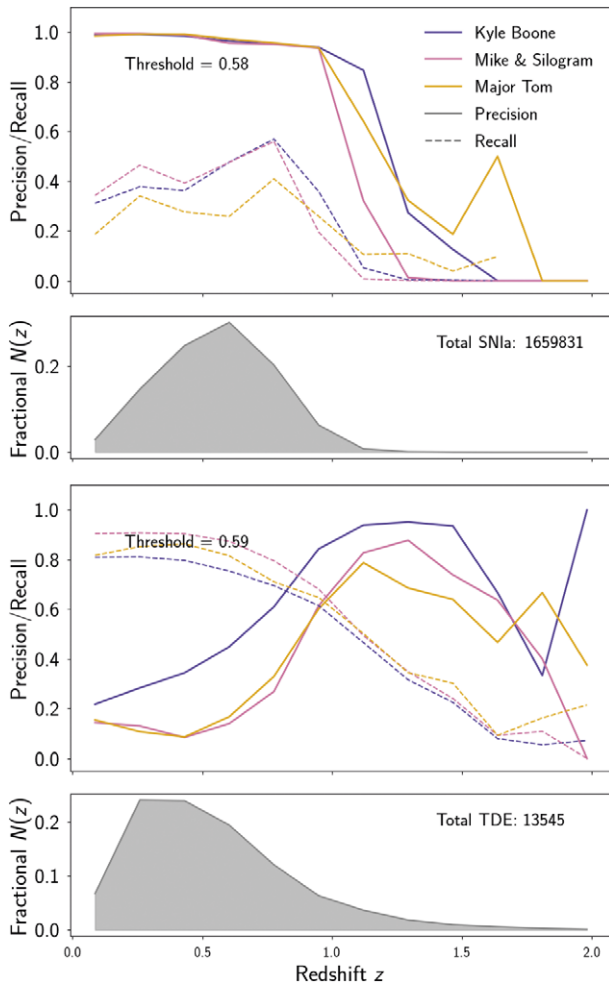 1.0
Kyle Boone
Threshold = 0.58
Mike & Silogram
0.8
Major Tom
Precision
0.6
Recall
0.4
0.2
0.0
Precision/Recall
Total SNIa: 1659831
0.2
0.0
Fractional N(z)
1.0
Threshold = 0.59
0.8
0.6
0.4
0.2
0.0
Precision/Recall
Total TDE: 13545
0.2
0.1
0.0
Fractional N(z)
0.0 0.5 1.0 1.5 2.0
Redshift z